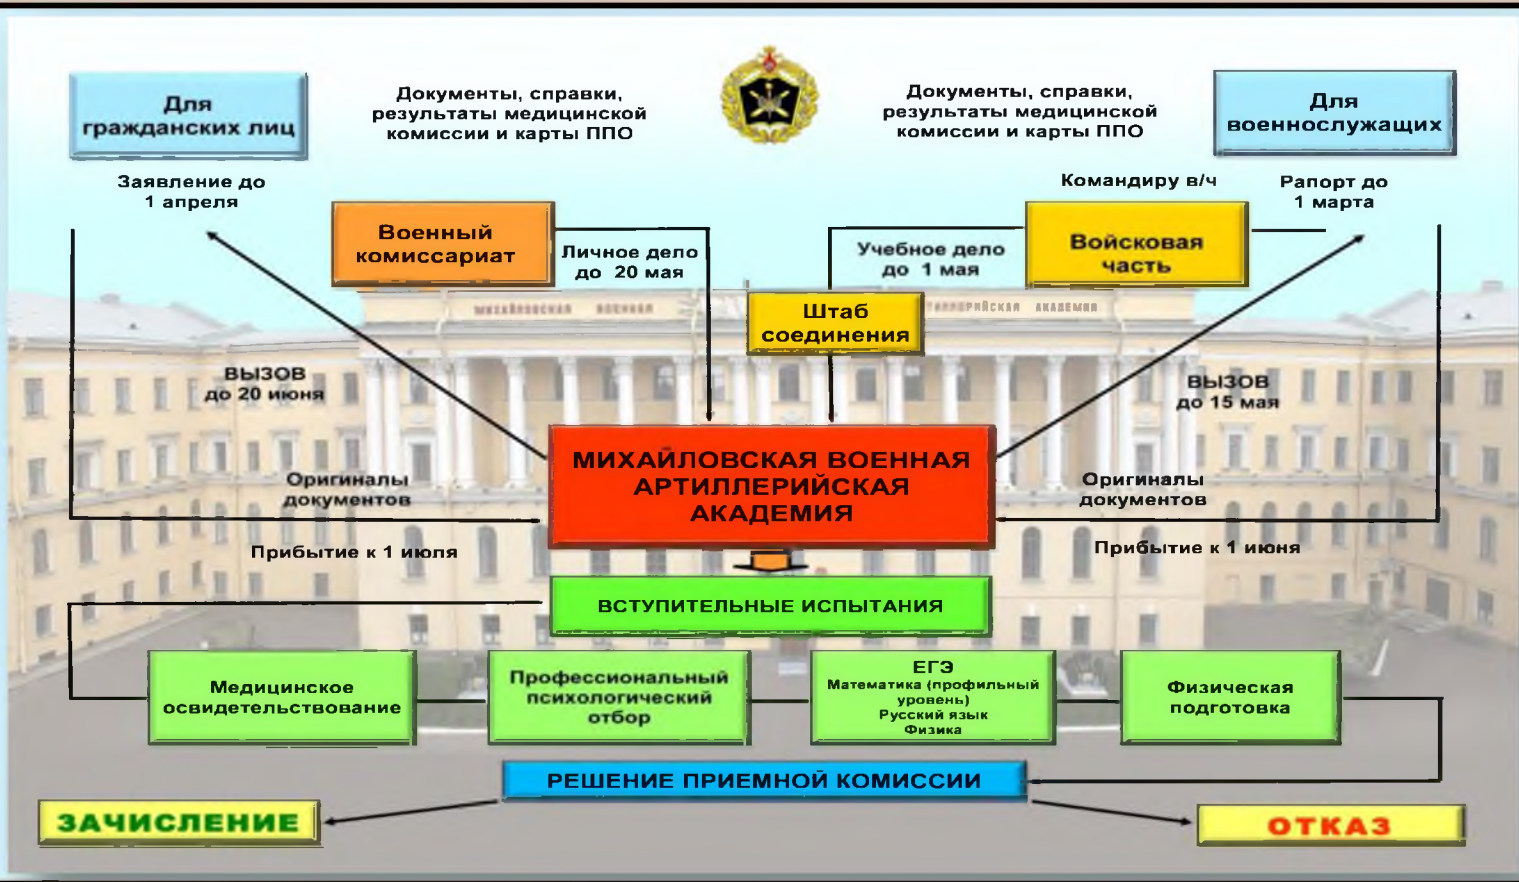 Для
гражданских лиц
Документы, справки,
результаты медицинской
комиссии и карты ППО
Документы, справки,
результаты медицинской
комиссии и карты ППО
Для
военнослужащих
Заявление до
1 апреля
Командиру в/ч
Рапорт до
1 марта
Военный
комиссариат
Личное дело
до 20 мая
Учебное дело
до 1 мая
Войсковая
часть
Штаб
соединения
МИХАЙЛОВСКАЯ ВОЕННАЯ
АКАДЕМИЯ
ВЫЗОВ
до 20 июня
ВЫЗОВ
до 15 мая
МИХАЙЛОВСКАЯ ВОЕННАЯ
АРТИЛЛЕРИЙСКАЯ
АКАДЕМИЯ
Оригиналы
документов
Оригиналы
документов
Прибытие к 1 июля
Прибытие к 1 июня
ВСТУПИТЕЛЬНЫЕ ИСПЫТАНИЯ
Медицинское
освидетельствование
Профессиональный
психологический
отбор
ЕГЭ
Математика (профильный
уровень)
Русский язык
Физика
Физическая
подготовка
РЕШЕНИЕ ПРИЕМНОЙ КОМИССИИ
ЗАЧИСЛЕНИЕ
ОТКАЗ